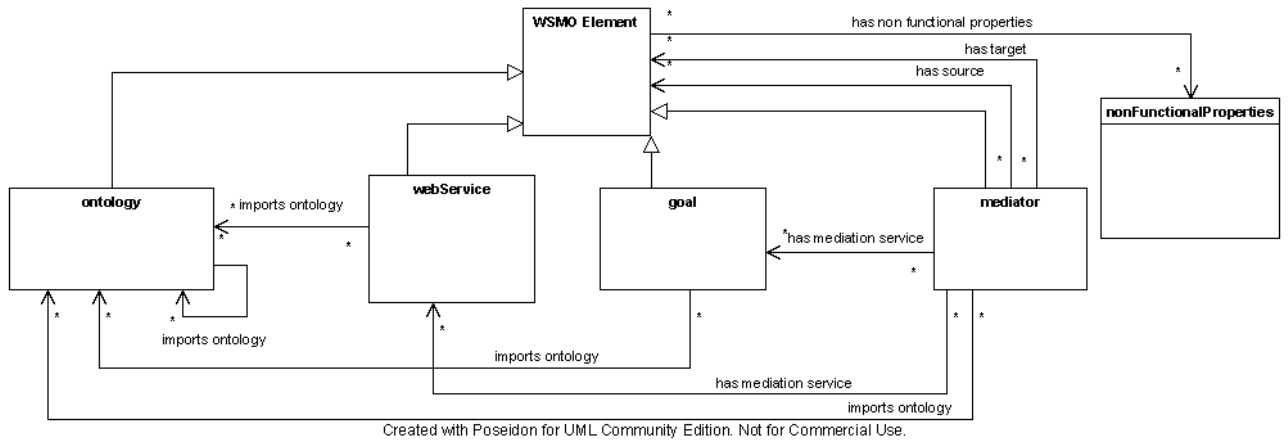 WSMO Element
*
has non functional properties
*
has target
*
has source
*
nonFunctionalProperties
*
*
ontology
webService
goal
mediator
* imports ontology
*
*
*
has mediation service
*
*
imports ontology
*
*
*
*
*
*
imports ontology
has mediation service
imports ontology
Created with Poseidon for UML Community Edition. Not for Commercial Use.